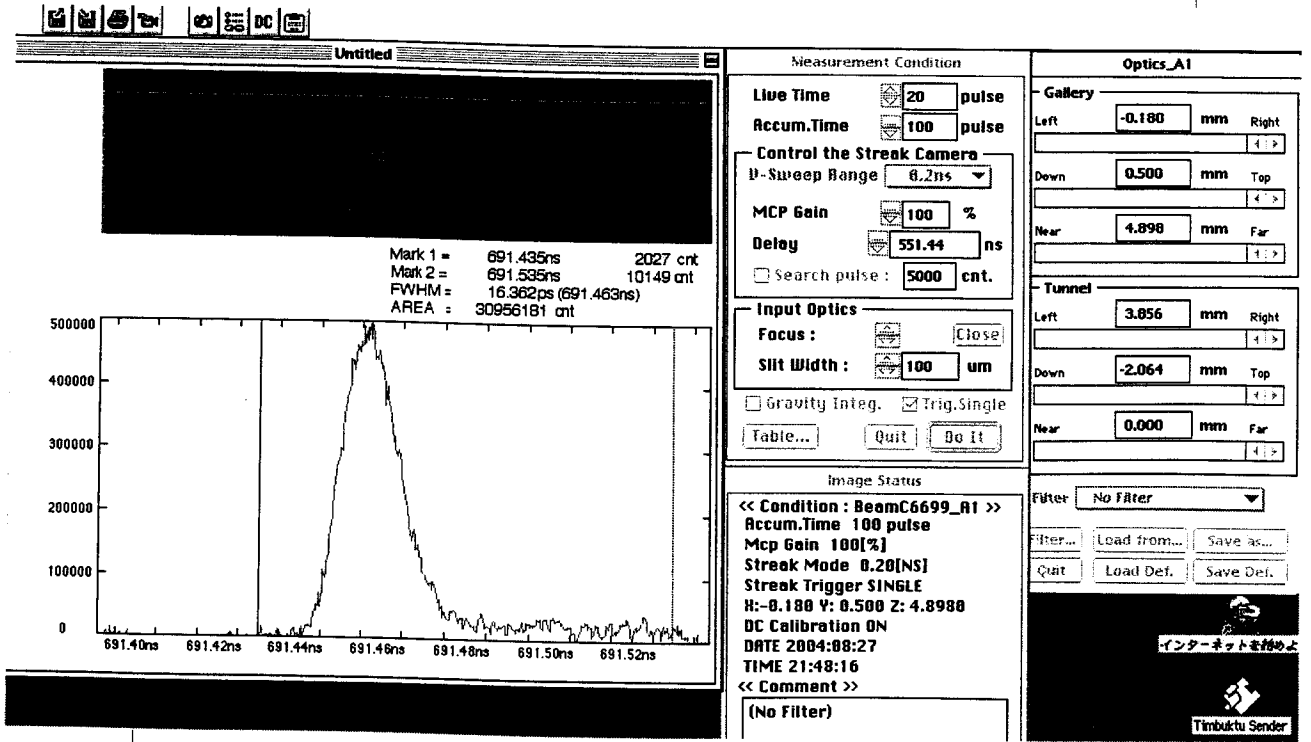 DC
Untitled
Mark 1 = 691.435ns 2027 cnt
Mark 2 = 691.535ns 10149 cnt
FWHM = 16.362ps (691.463ns)
AREA : 30956181 cnt
500000
400000
300000
200000
100000
0
691.40ns 691.42ns 691.44ns 691.46ns 691.48ns 691.50ns 691.52ns
Measurement Condition
Live Time 20 pulse
Accum.Time 100 pulse
Control the Streak Camera
V-Sweep Range 0.2ns
MCP Gain 100 %
Delay 551.44 ns
Search pulse : 5000 cnt.
Input Optics
Focus : Close
Slit Width : 100 um
Gravity Integ. Trig.Single
Table... Quit Do It
Image Status
<< Condition : BeamC6699_A1 >>
Accum.Time 100 pulse
Mcp Gain 100[%]
Streak Mode 0.20[NS]
Streak Trigger SINGLE
X:-0.180 Y: 0.500 Z: 4.8980
DC Calibration ON
DATE 2004:08:27
TIME 21:48:16
<< Comment >>
(No Filter)
Optics_A1
Gallery
Left -0.180 mm Right
Down 0.500 mm Top
Near 4.898 mm Far
Tunnel
Left 3.856 mm Right
Down -2.064 mm Top
Near 0.000 mm Far
Filter No Filter
Filter... Load from... Save as...
Quit Load Def. Save Def.
インターネットを始めよ
Timbuktu Sender